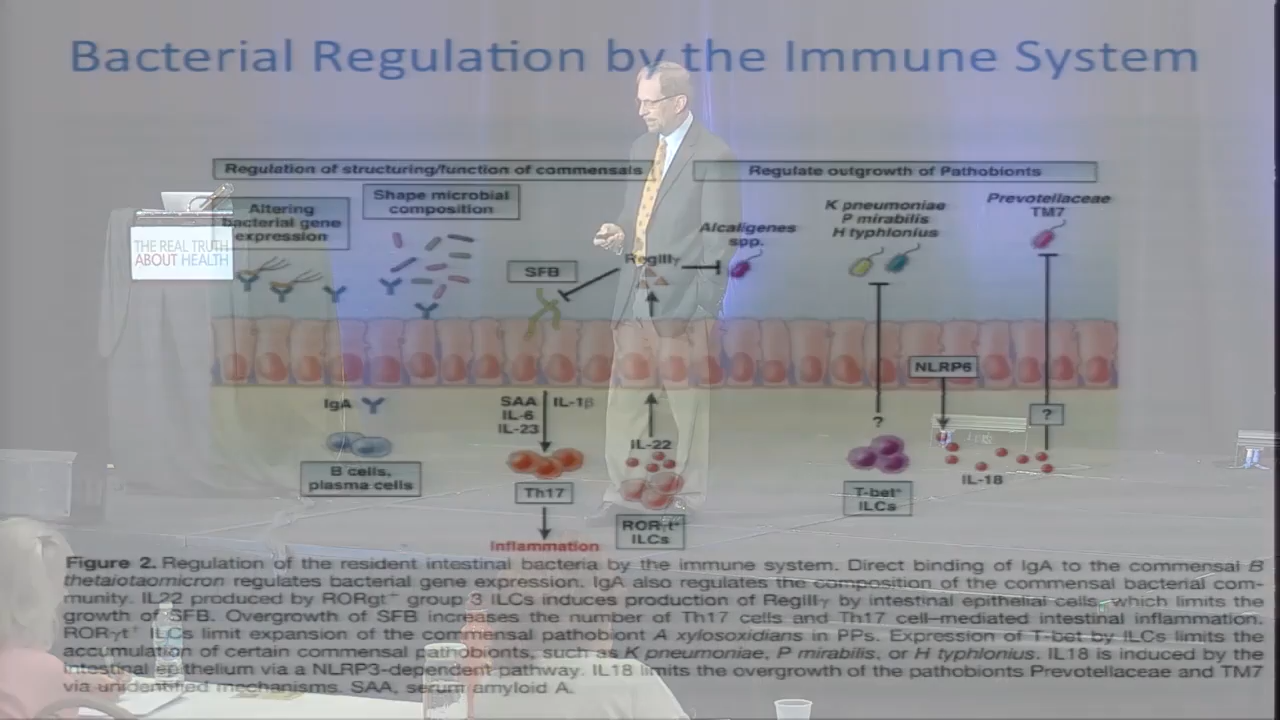 Bacterial Regulation by the Immune System
Regulation of structuring/function of commensals
Regulate outgrowth of Pathobionts
Altering
bacterial gene
expression
Shape microbial
composition
SFB
RegIIIγ
Alcaligenes
spp.
K pneumoniae
P mirabilis
H typhlonius
Prevotellaceae
TM7
THE REAL TRUTH
ABOUT HEALTH
NLRP6
IgA
SAA
IL-6
IL-23
IL-1β
?
?
IL-22
IL-18
B cells,
plasma cells
Th17
T-bet+
ILCs
RORγt+
ILCs
Inflammation
Figure 2. Regulation of the resident intestinal bacteria by the immune system. Direct binding of IgA to the commensal B
thetaiotaomicron regulates bacterial gene expression. IgA also regulates the composition of the commensal bacterial com-
munity. IL22 produced by RORgt+ group 3 ILCs induces production of RegIIIγ by intestinal epithelial cells, which limits the
growth of SFB. Overgrowth of SFB increases the number of Th17 cells and Th17 cell–mediated intestinal inflammation.
RORγt+ ILCs limit expansion of the commensal pathobiont A xylosoxidans in PPs. Expression of T-bet by ILCs limits the
accumulation of certain commensal pathobionts, such as K pneumoniae, P mirabilis, or H typhlonius. IL18 is induced by the
intestinal epithelium via a NLRP3-dependent pathway. IL18 limits the overgrowth of the pathobionts Prevotellaceae and TM7
via unidentified mechanisms. SAA, serum amyloid A.